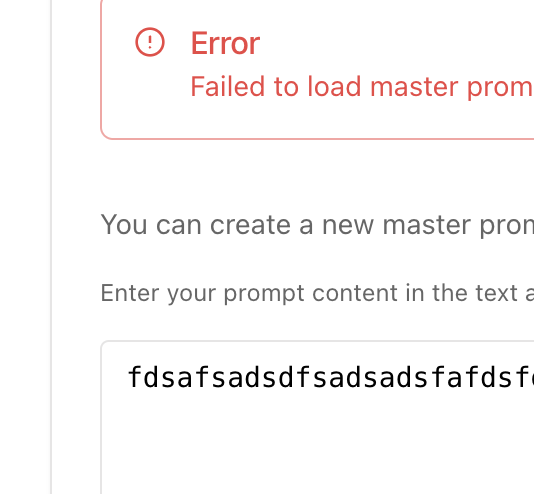 Error
Failed to load master prom
You can create a new master pron
Enter your prompt content in the text a
fdsafsadsdfsadsadsfafdsf